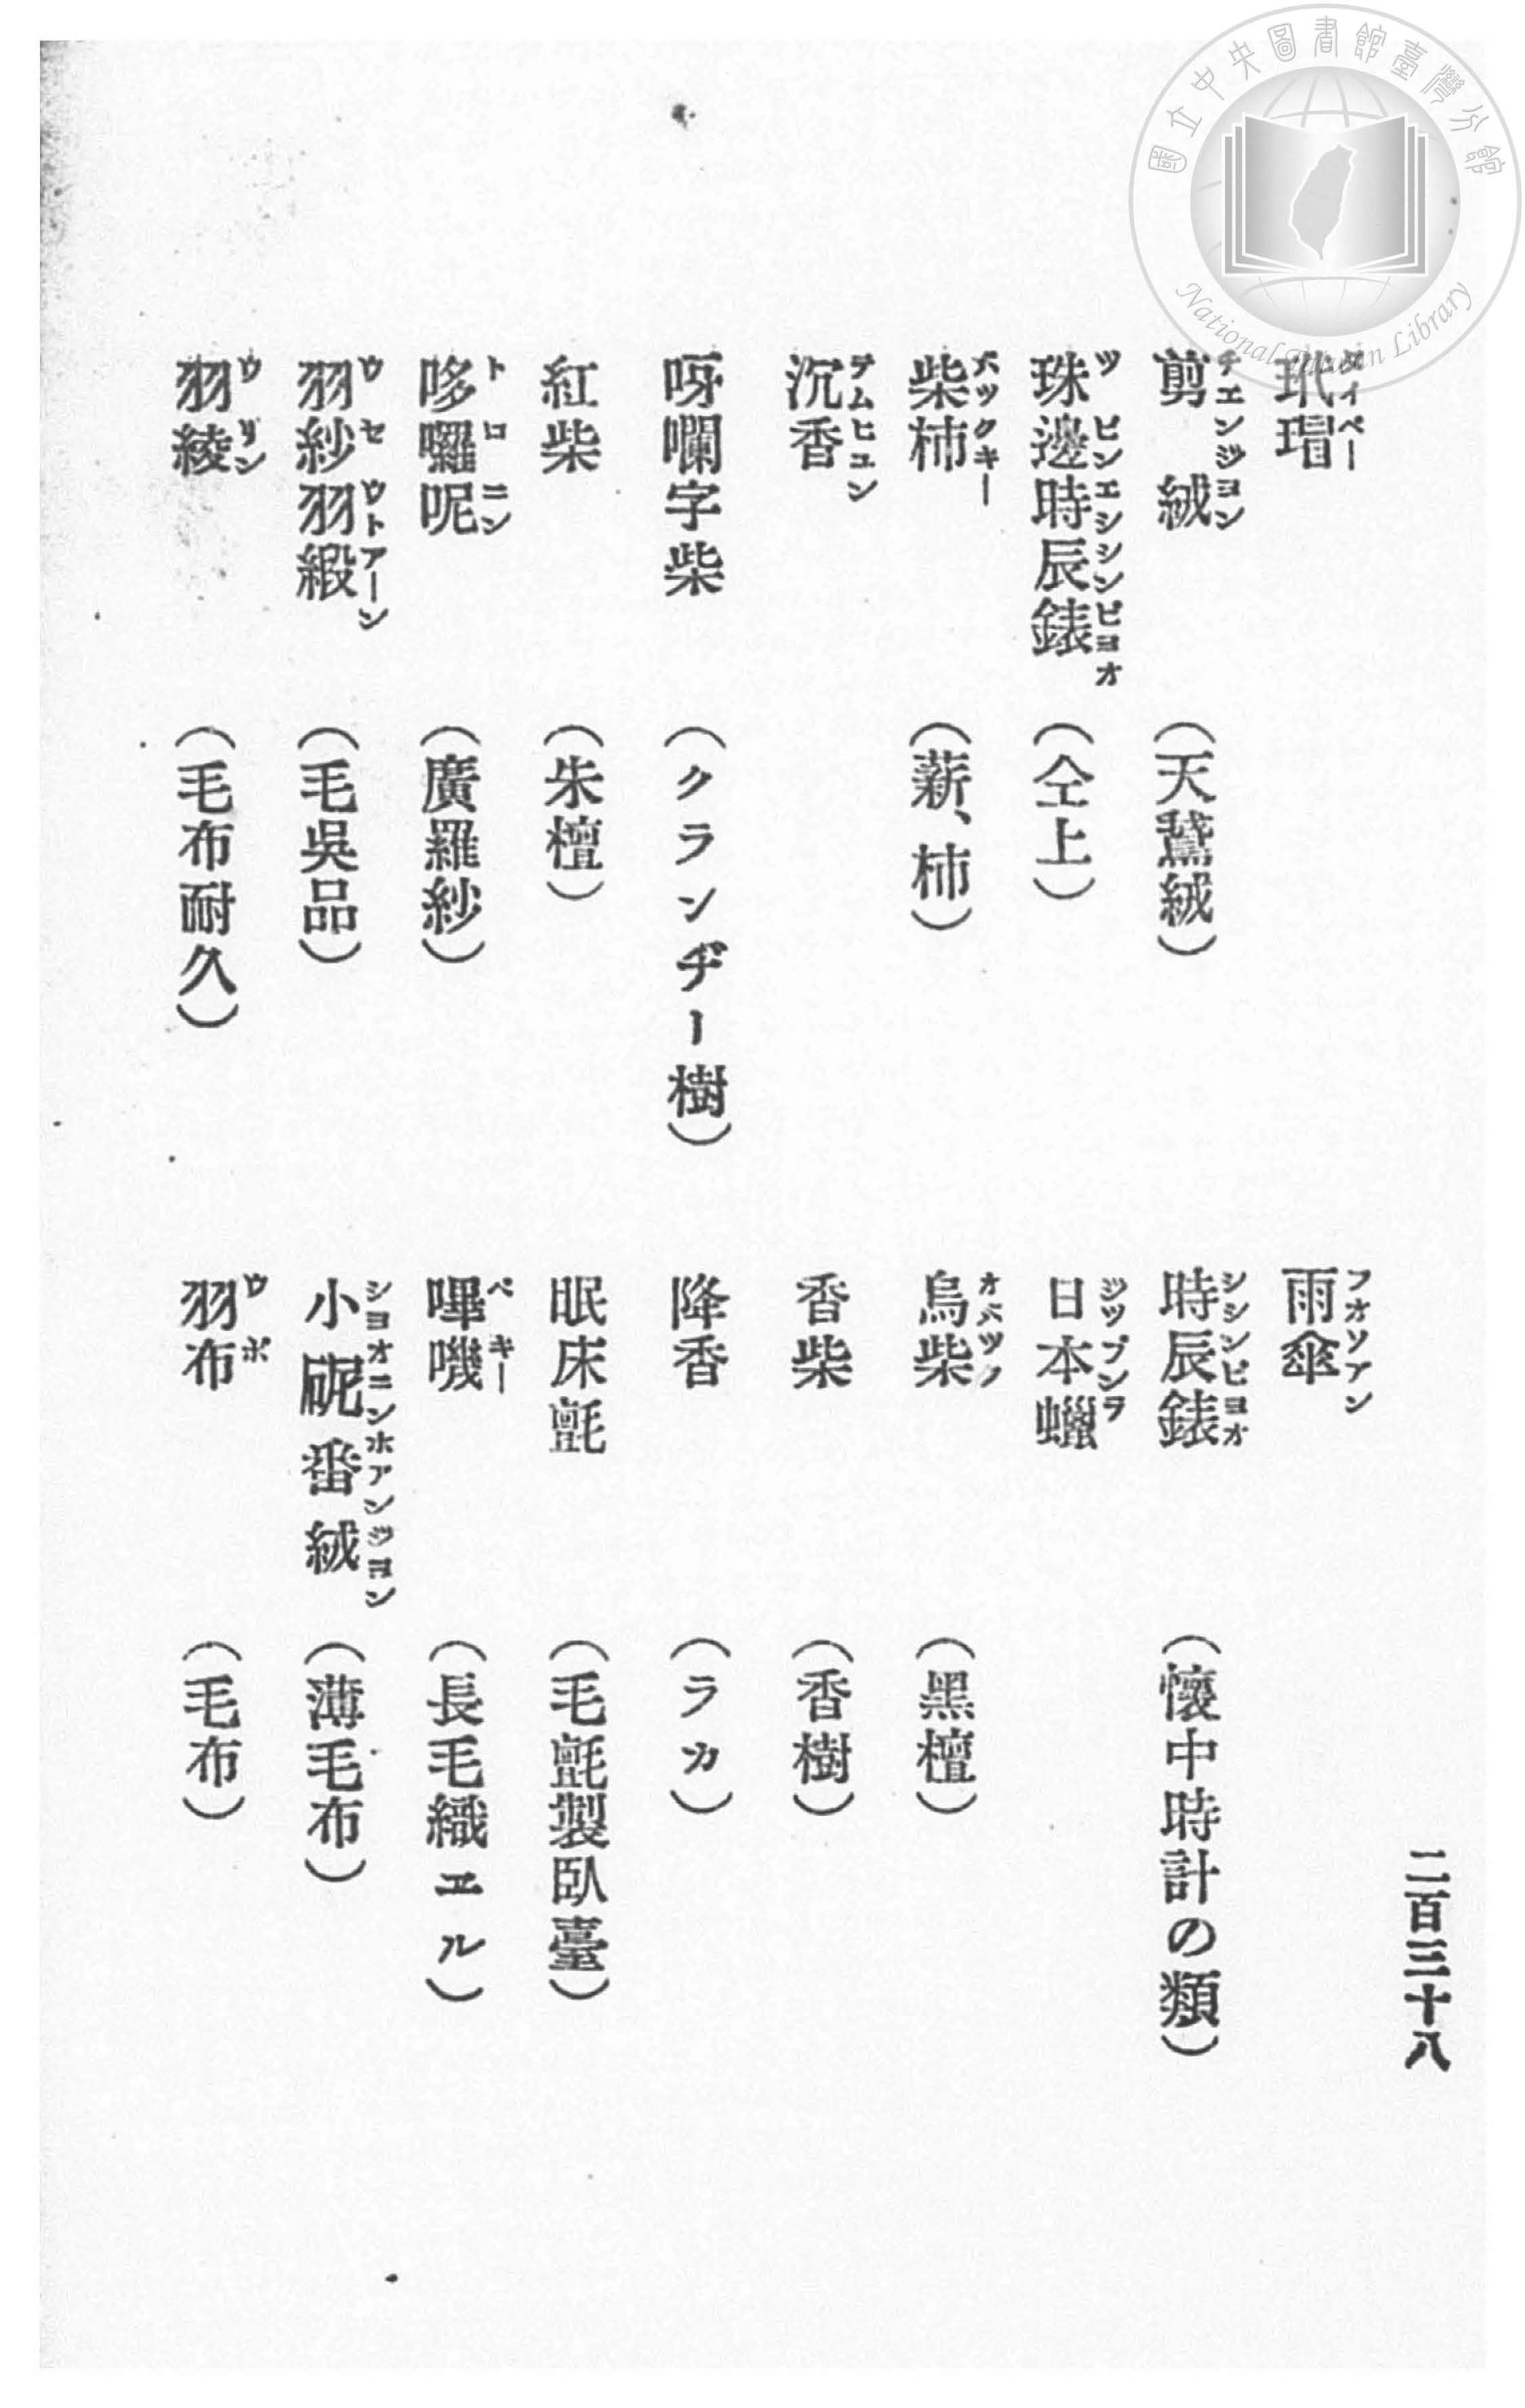 國立中央圖書館臺灣分館
National Taiwan Library
二百三十八
玳瑁 タイペー
雨傘 フオソアン
剪絨 チエンジヨン （天鵞絨）
時辰錶 シシンピヨオ （懷中時計の類）
珠邊時辰錶 ツピンエシシンピヨオ （仝上）
日本蠟 ジツプンラ
柴柿 ハツクキー （薪、柿）
烏柴 オハツク （黑檀）
沉香 テムヒユン
香柴 （香樹）
呀囒字柴 （クランヂー樹）
降香 （ラカ）
紅柴 （朱檀）
眠床氈 （毛氈製臥臺）
哆囉呢 トロニン （廣羅紗）
嗶嘰 ペキー （長毛織ヱル）
羽紗羽緞 ウセウトアーン （毛吳品）
小呢番絨 シヨオニンホアンジヨン （薄毛布）
羽綾 ウリン （毛布耐久）
羽布 ウポ （毛布）